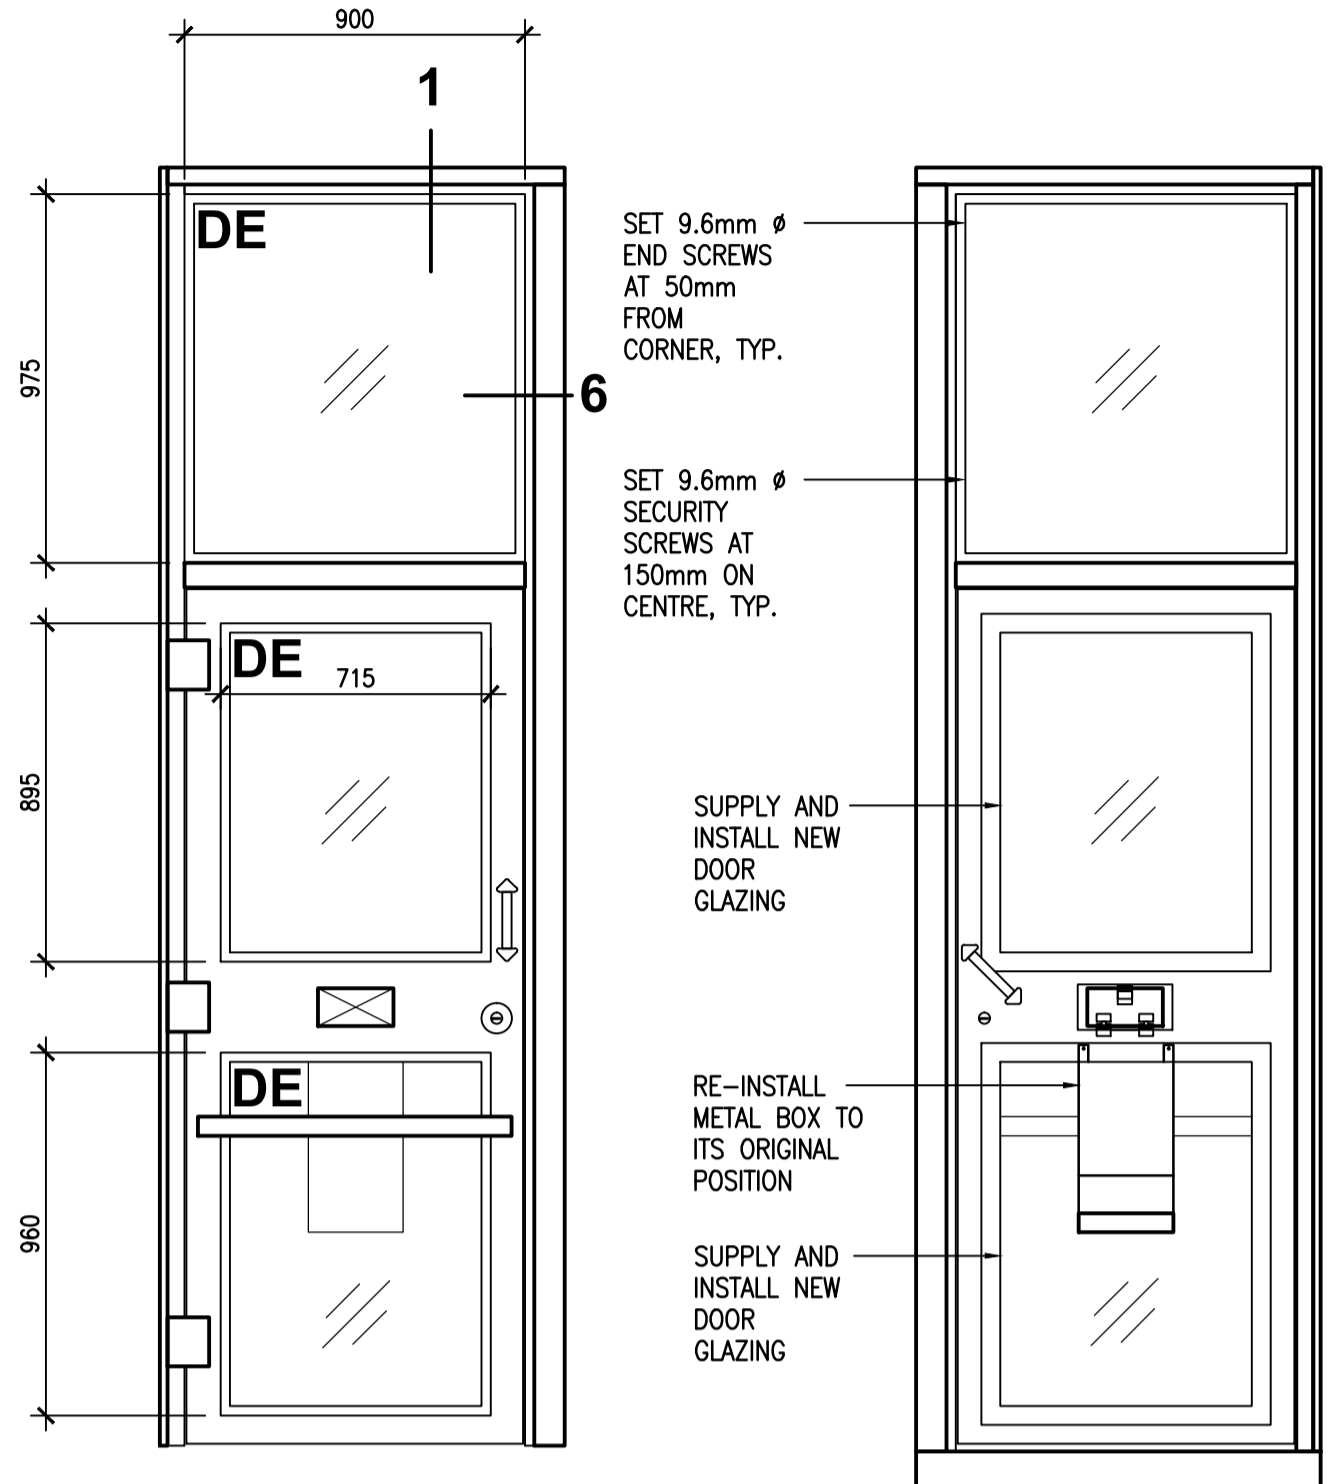 900
1
DE
975
6
SET 9.6mm ø
END SCREWS
AT 50mm
FROM
CORNER, TYP.
SET 9.6mm ø
SECURITY
SCREWS AT
150mm ON
CENTRE, TYP.
DE
715
895
SUPPLY AND
INSTALL NEW
DOOR
GLAZING
DE
960
RE-INSTALL
METAL BOX TO
ITS ORIGINAL
POSITION
SUPPLY AND
INSTALL NEW
DOOR
GLAZING